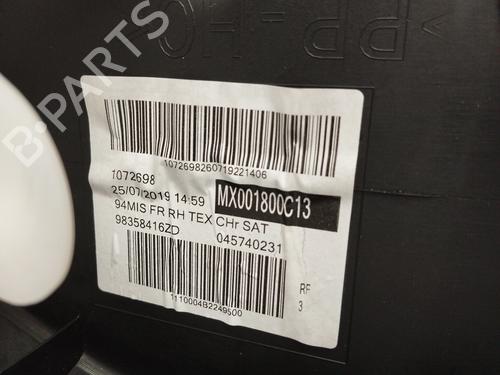 B-PARTS
1072698260719221406
1072698
25/07/2019 14:59
MX001800C13
94MIS FR RH TEX CHr SAT
98358416ZD
045740231
1110004B2249500
RF
3